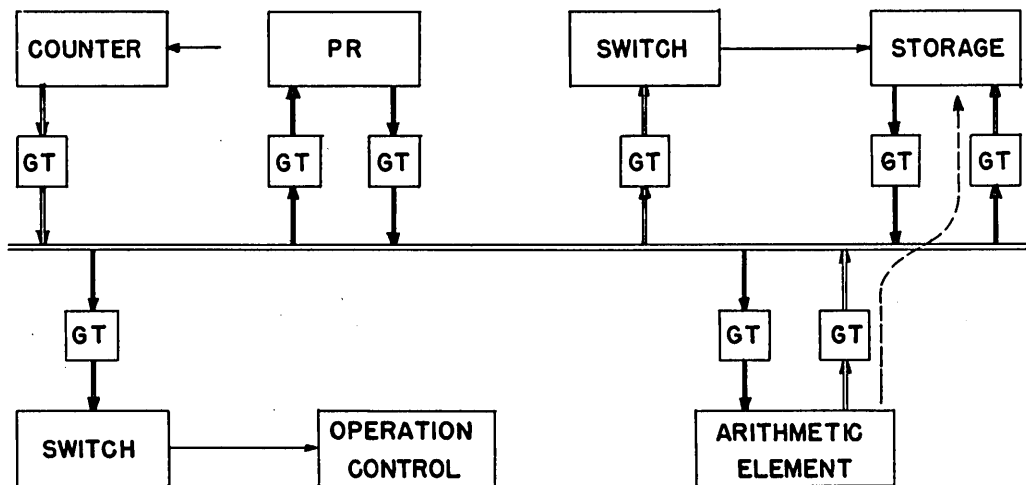 COUNTER
PR
SWITCH
STORAGE
GT
GT
GT
GT
GT
GT
GT
GT
GT
SWITCH
OPERATION
CONTROL
ARITHMETIC
ELEMENT